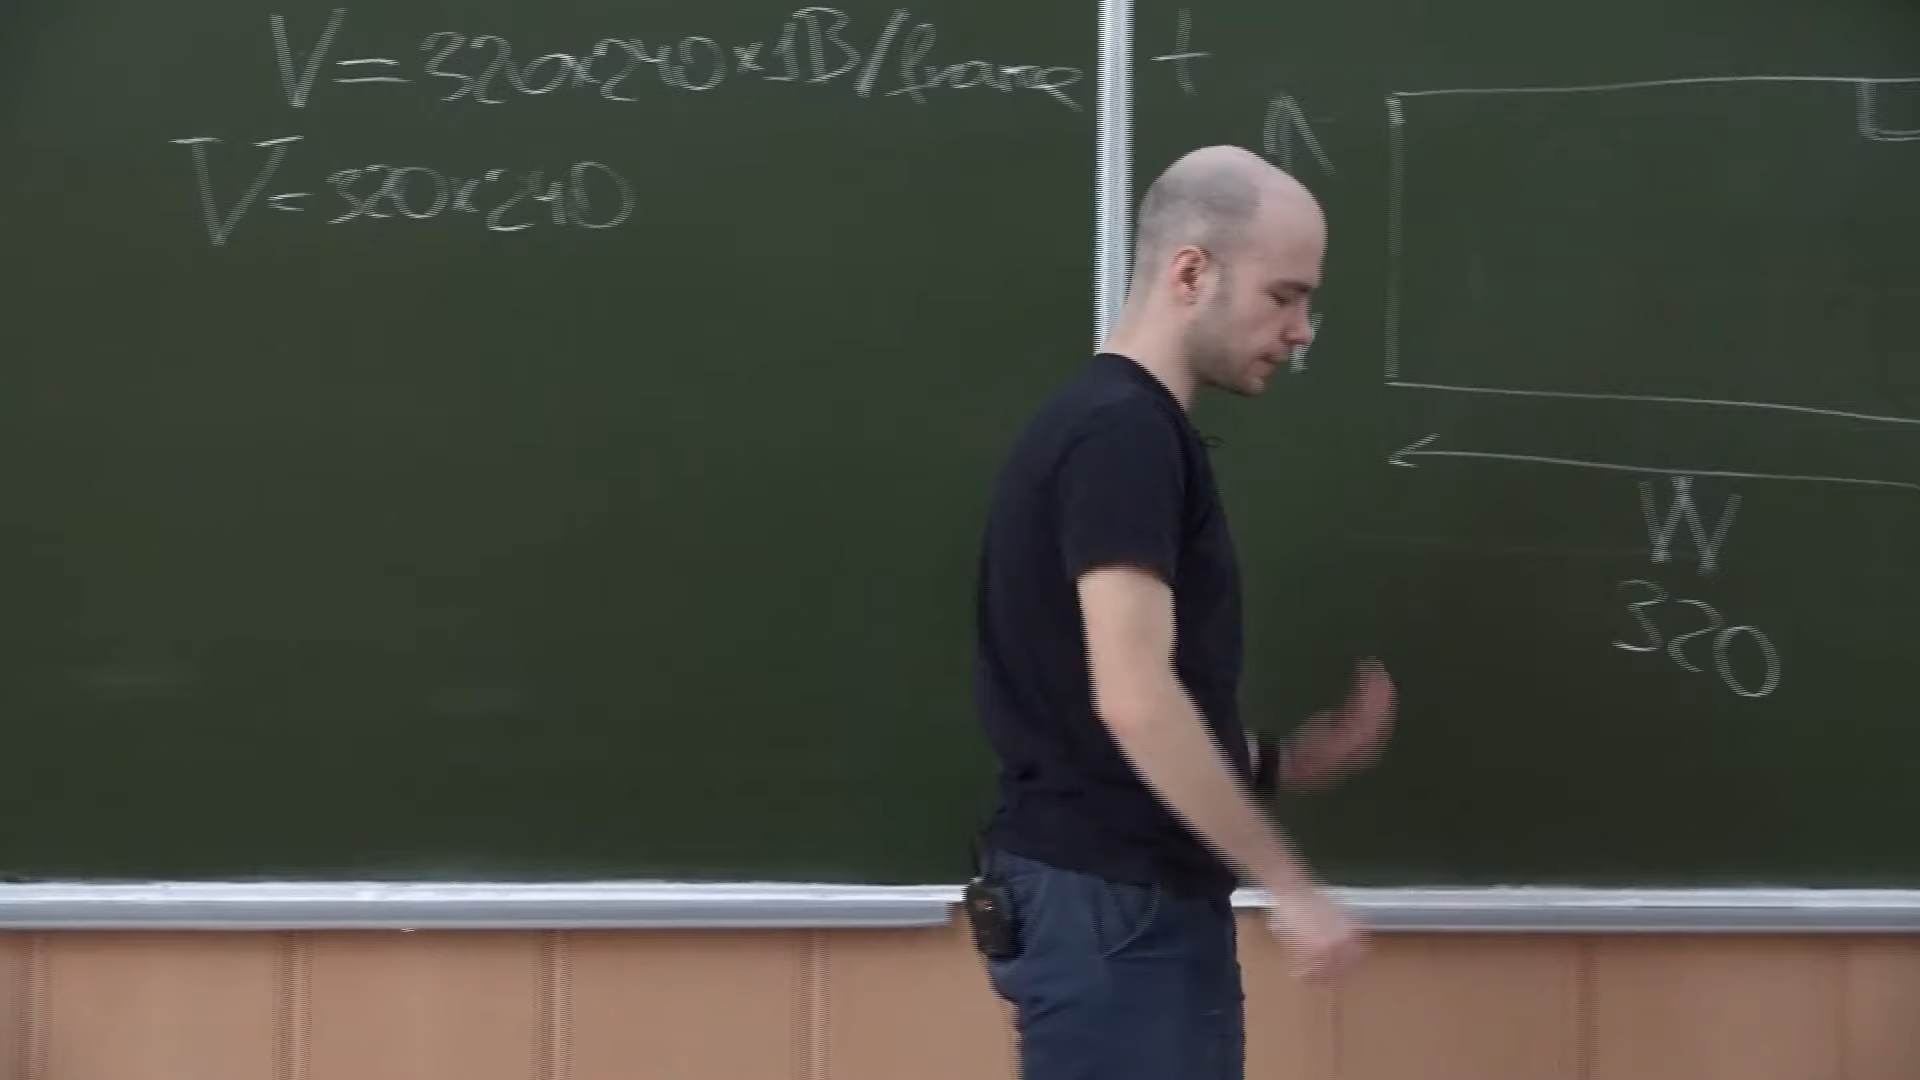 V = 320x240x1B/frame
V = 320x240
t
W
320